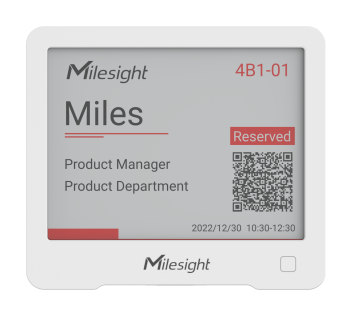 Milesight
4B1-01
Miles
Reserved
Product Manager
Product Department
2022/12/30 10:30-12:30
Milesight